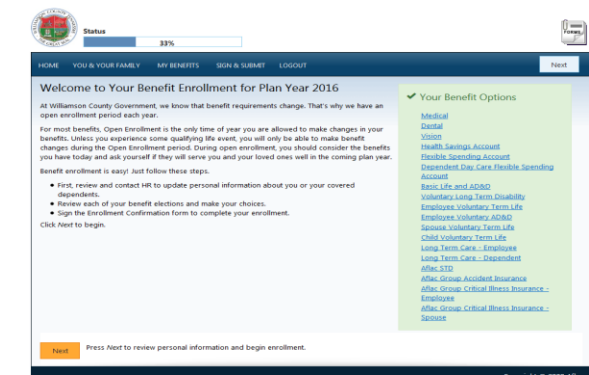 Status
33%
FORMS
HOME YOU & YOUR FAMILY MY BENEFITS SIGN & SUBMIT LOGOUT
Next
Welcome to Your Benefit Enrollment for Plan Year 2016
At Williamson County Government, we know that benefit requirements change. That's why we have an
open enrollment period each year.
For most benefits, Open Enrollment is the only time of year you are allowed to make changes in your
benefits. Unless you experience some qualifying life event, you will only be able to make benefit
changes during the Open Enrollment period. During open enrollment, you should consider the benefits
you have today and ask yourself if they will serve you and your loved ones well in the coming plan year.
Benefit enrollment is easy! Just follow these steps.
• First, review and contact HR to update personal information about you or your covered
dependents.
• Review each of your benefit elections and make your choices.
• Sign the Enrollment Confirmation form to complete your enrollment.
Click Next to begin.
Your Benefit Options
Medical
Dental
Vision
Health Savings Account
Flexible Spending Account
Dependent Day Care Flexible Spending
Account
Basic Life and AD&D
Voluntary Long Term Disability
Employee Voluntary Term Life
Employee Voluntary AD&D
Spouse Voluntary Term Life
Child Voluntary Term Life
Long Term Care - Employee
Long Term Care - Dependent
Aflac STD
Aflac Group Accident Insurance
Aflac Group Critical Illness Insurance -
Employee
Aflac Group Critical Illness Insurance -
Spouse
Next
Press Next to review personal information and begin enrollment.